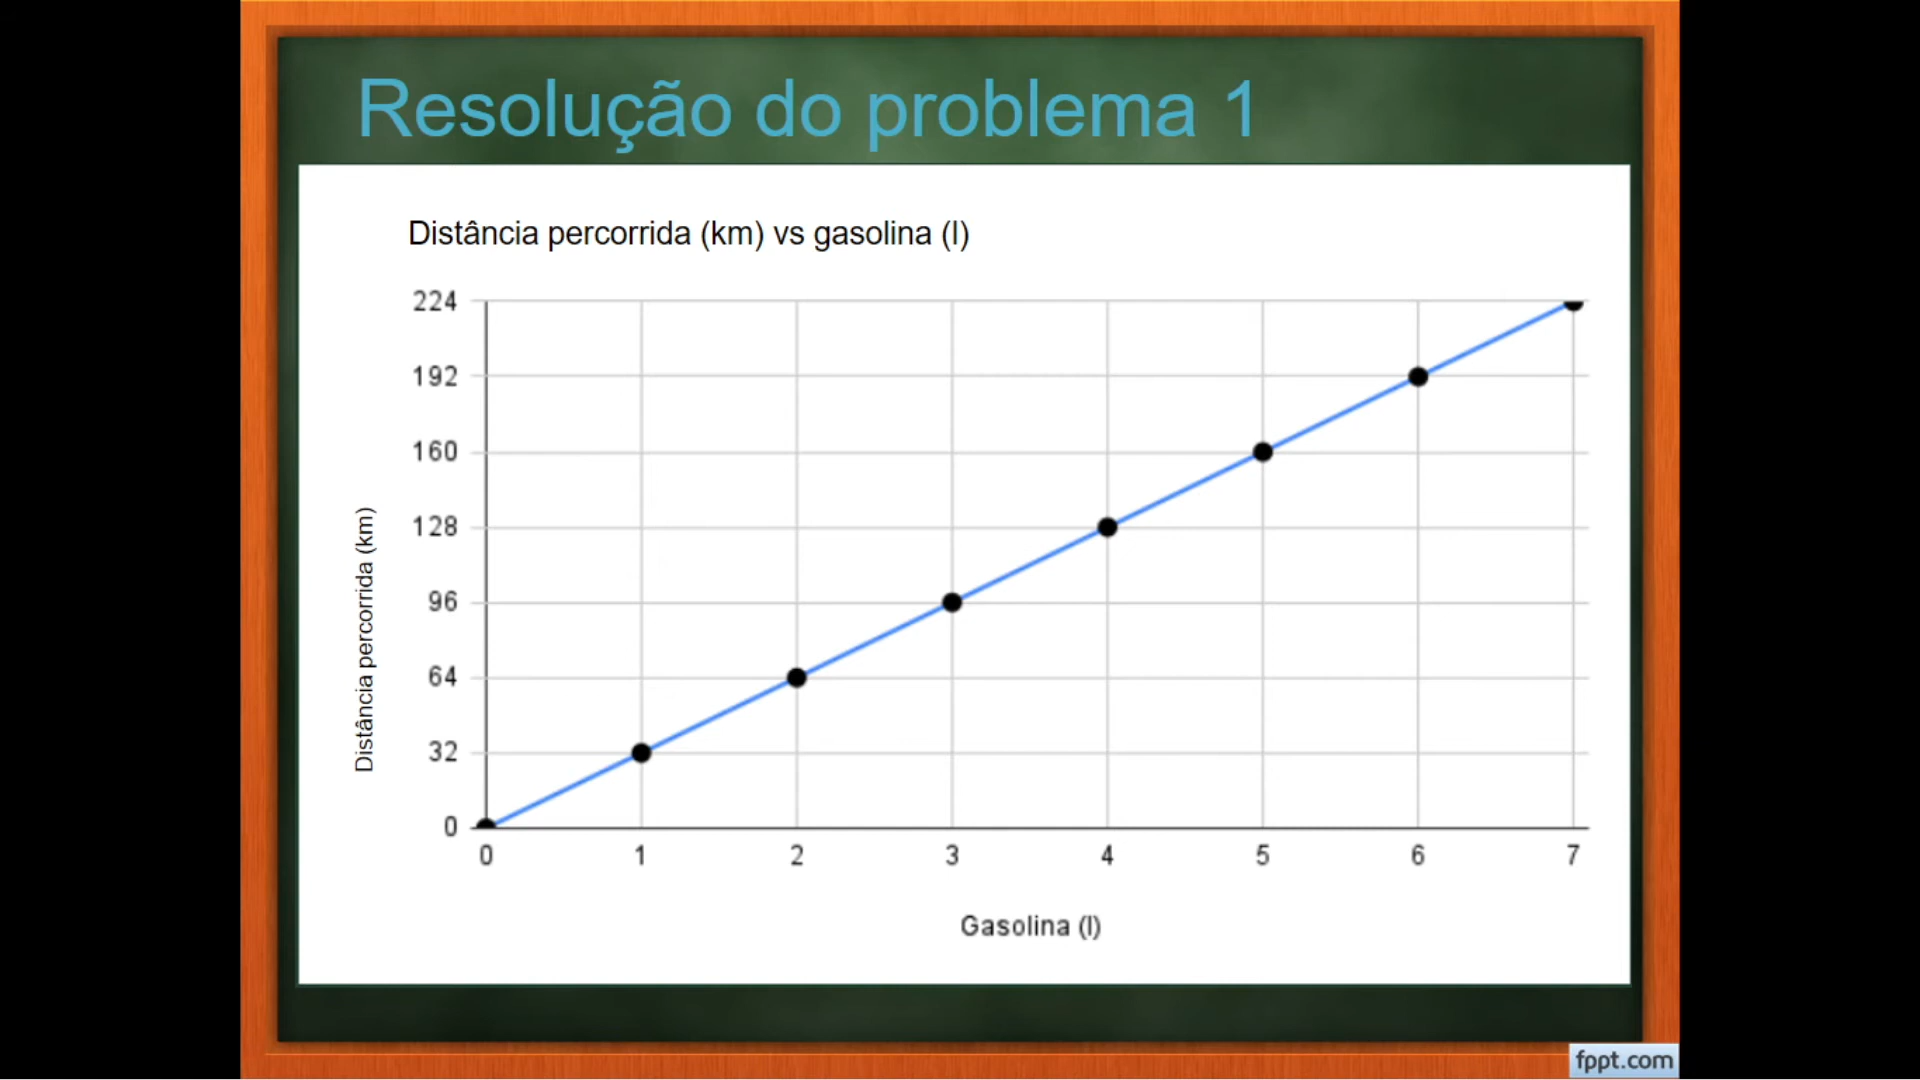 Resolução do problema 1
Distância percorrida (km) vs gasolina (l)
224
192
160
128
96
64
32
0
Distância percorrida (km)
0 1 2 3 4 5 6 7
Gasolina (l)
fppt.com